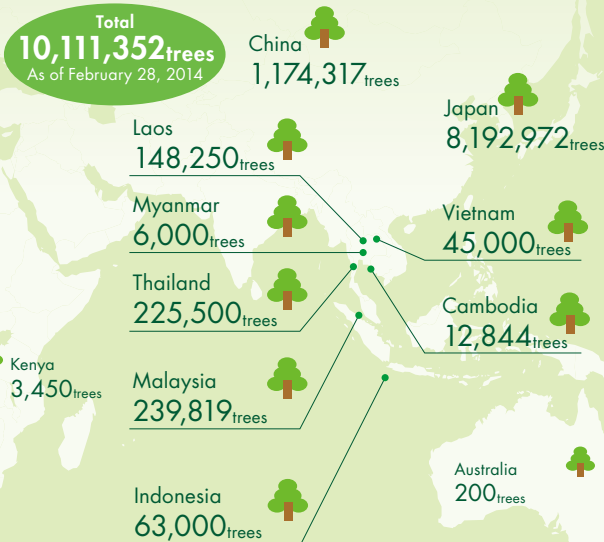 Total
10,111,352trees
As of February 28, 2014
China
1,174,317trees
Japan
8,192,972trees
Laos
148,250trees
Myanmar
6,000trees
Vietnam
45,000trees
Thailand
225,500trees
Cambodia
12,844trees
Kenya
3,450trees
Malaysia
239,819trees
Australia
200trees
Indonesia
63,000trees